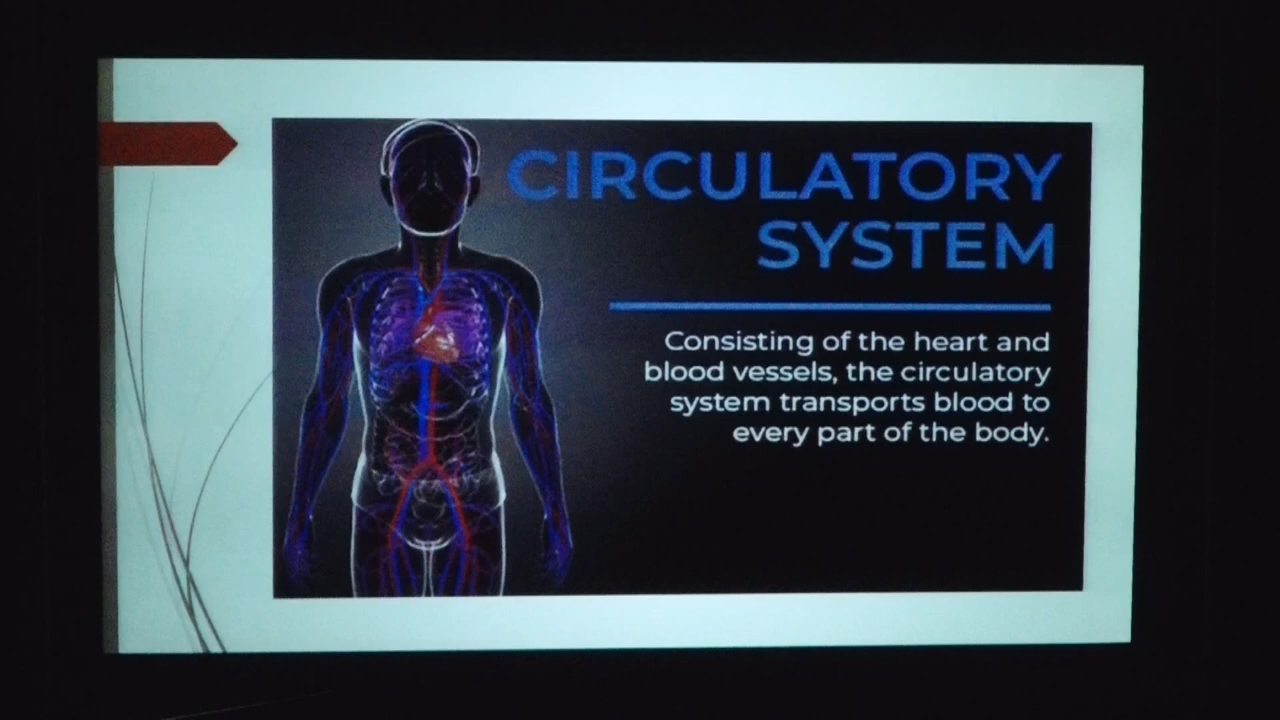 CIRCULATORY
SYSTEM
Consisting of the heart and
blood vessels, the circulatory
system transports blood to
every part of the body.